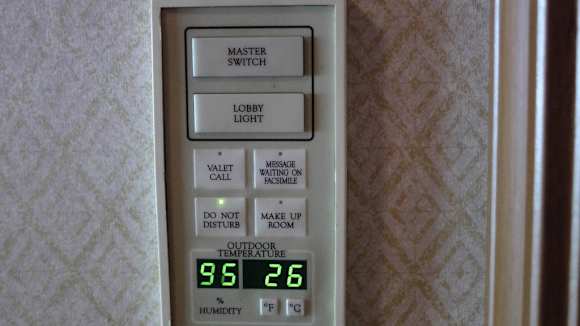 MASTER
SWITCH
LOBBY
LIGHT
VALET
CALL
MESSAGE
WAITING ON
FACSIMILE
DO NOT
DISTURB
MAKE UP
ROOM
OUTDOOR
TEMPERATURE
96 26
%
HUMIDITY
°F °C